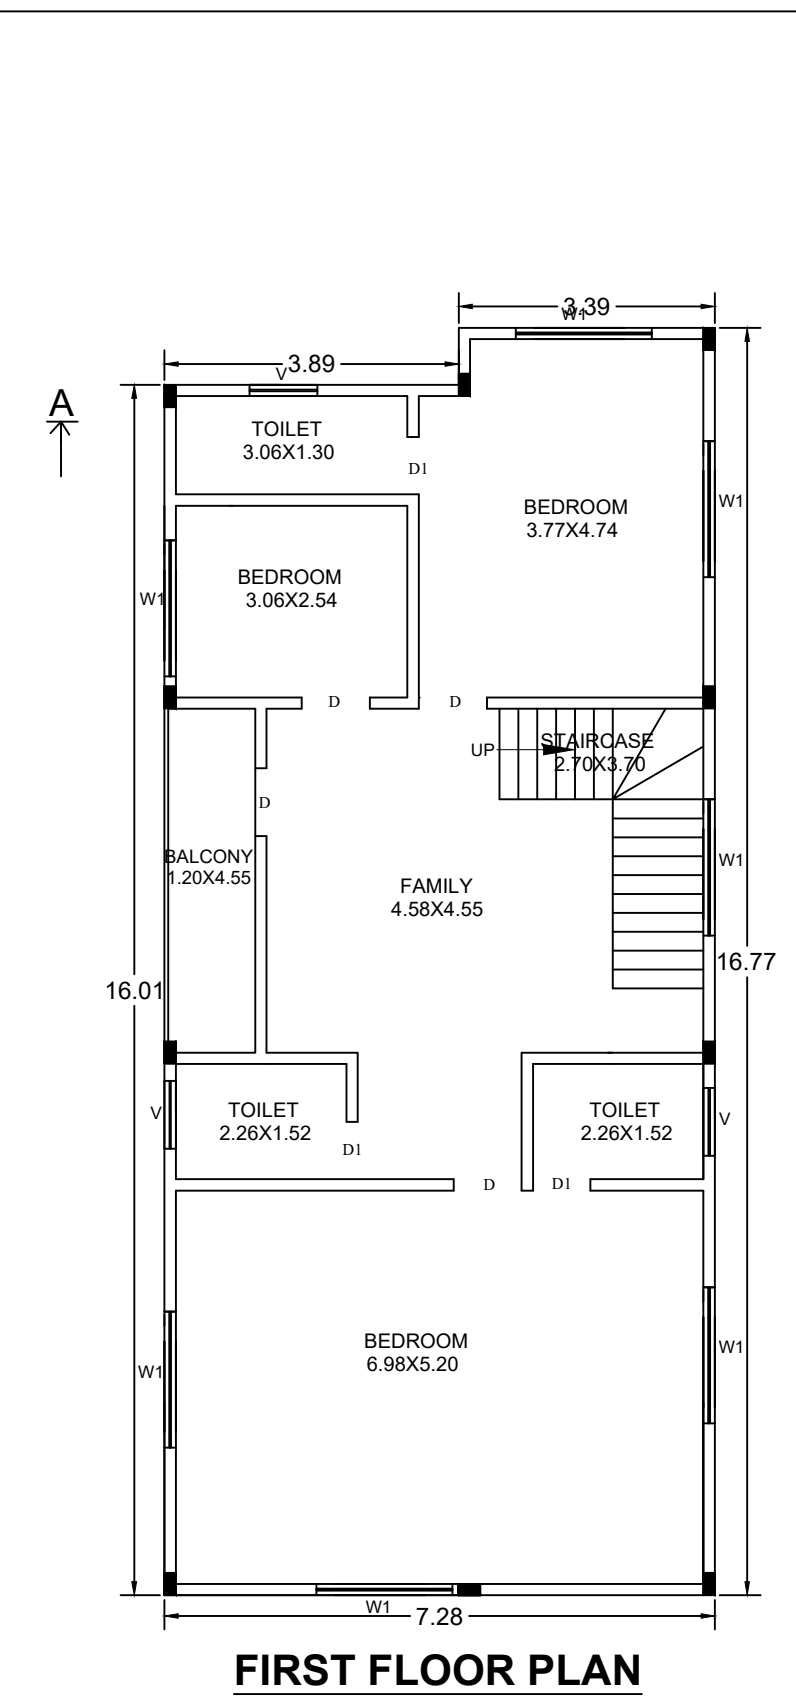 3.39
W1
3.89
V
A
TOILET
3.06X1.30
D1
BEDROOM
3.77X4.74
W1
BEDROOM
3.06X2.54
W1
D
D
UP
STAIRCASE
2.70X3.70
D
BALCONY
1.20X4.55
FAMILY
4.58X4.55
W1
16.01
16.77
TOILET
2.26X1.52
V
D1
TOILET
2.26X1.52
V
D
D1
BEDROOM
6.98X5.20
W1
W1
W1
7.28
FIRST FLOOR PLAN